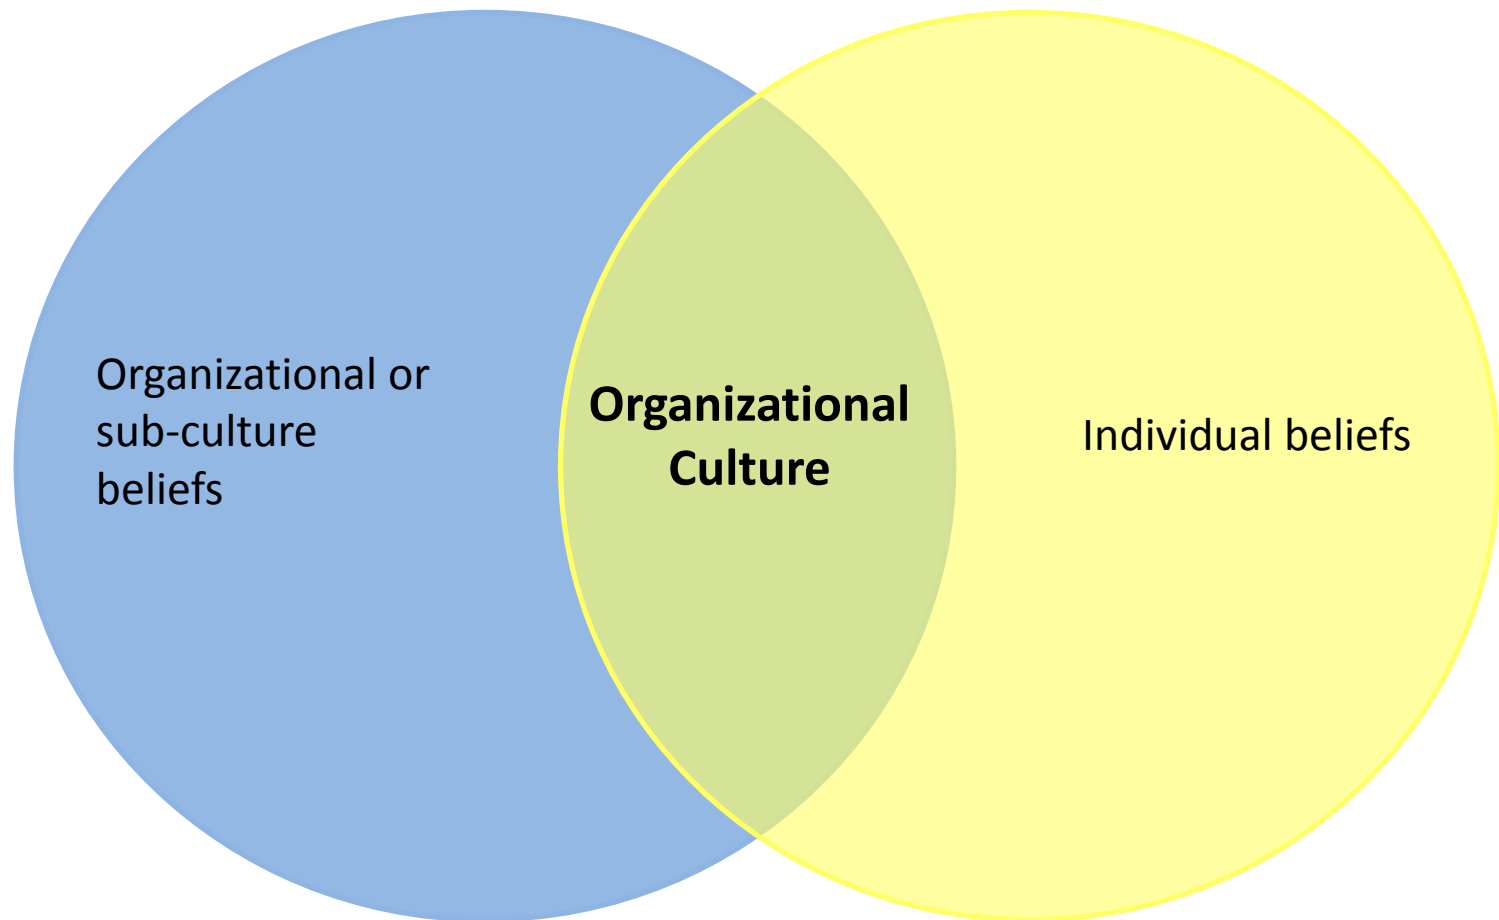 Organizational or
sub-culture
beliefs
Organizational
Culture
Individual beliefs